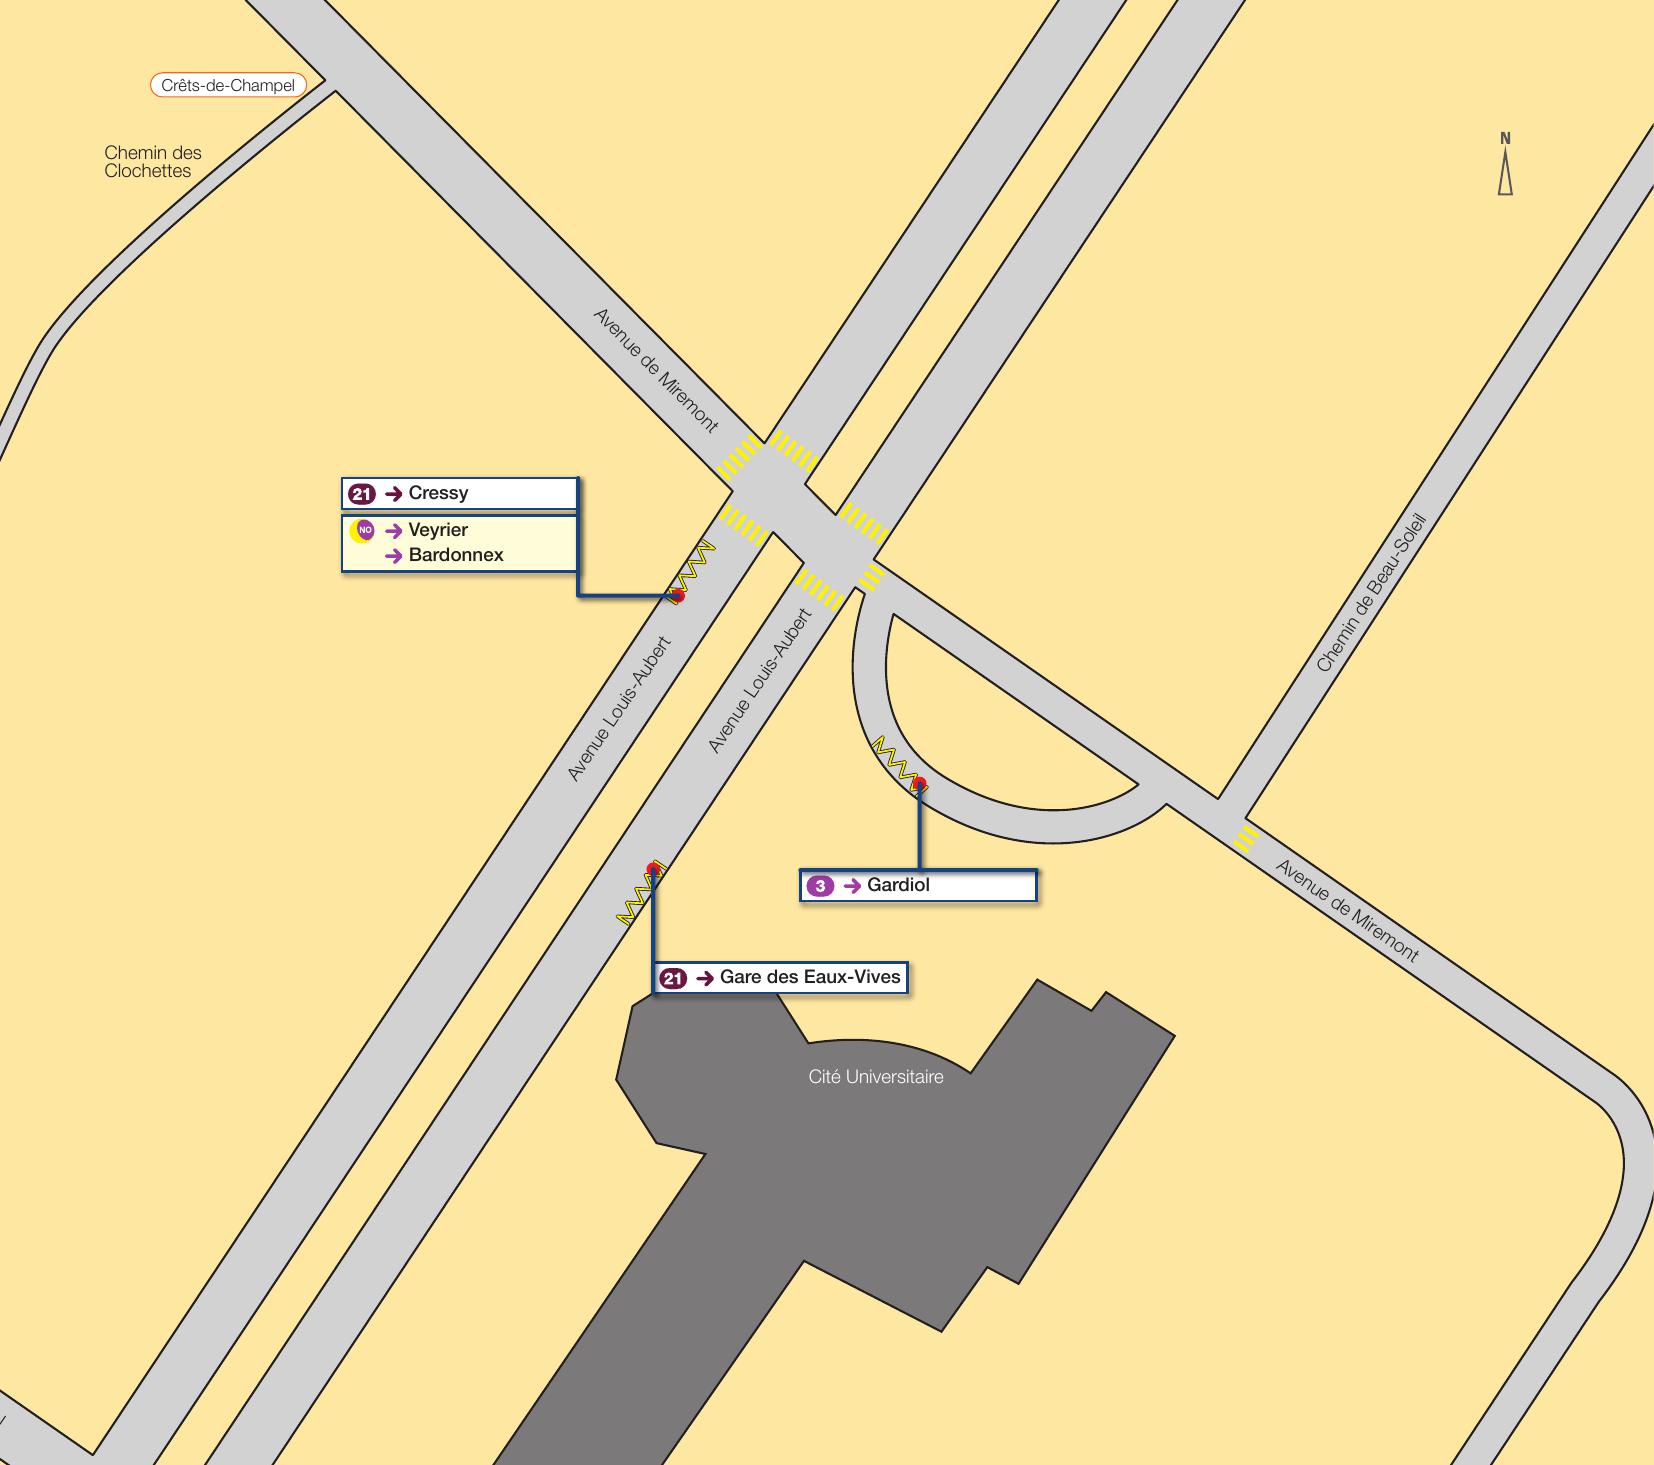 Crêts-de-Champel
Chemin des
Clochettes
N
Avenue de Miremont
21 → Cressy
NO → Veyrier
→ Bardonnex
Avenue Louis-Aubert
Avenue Louis-Aubert
Chemin de Beau-Soleil
3 → Gardiol
Avenue de Miremont
21 → Gare des Eaux-Vives
Cité Universitaire